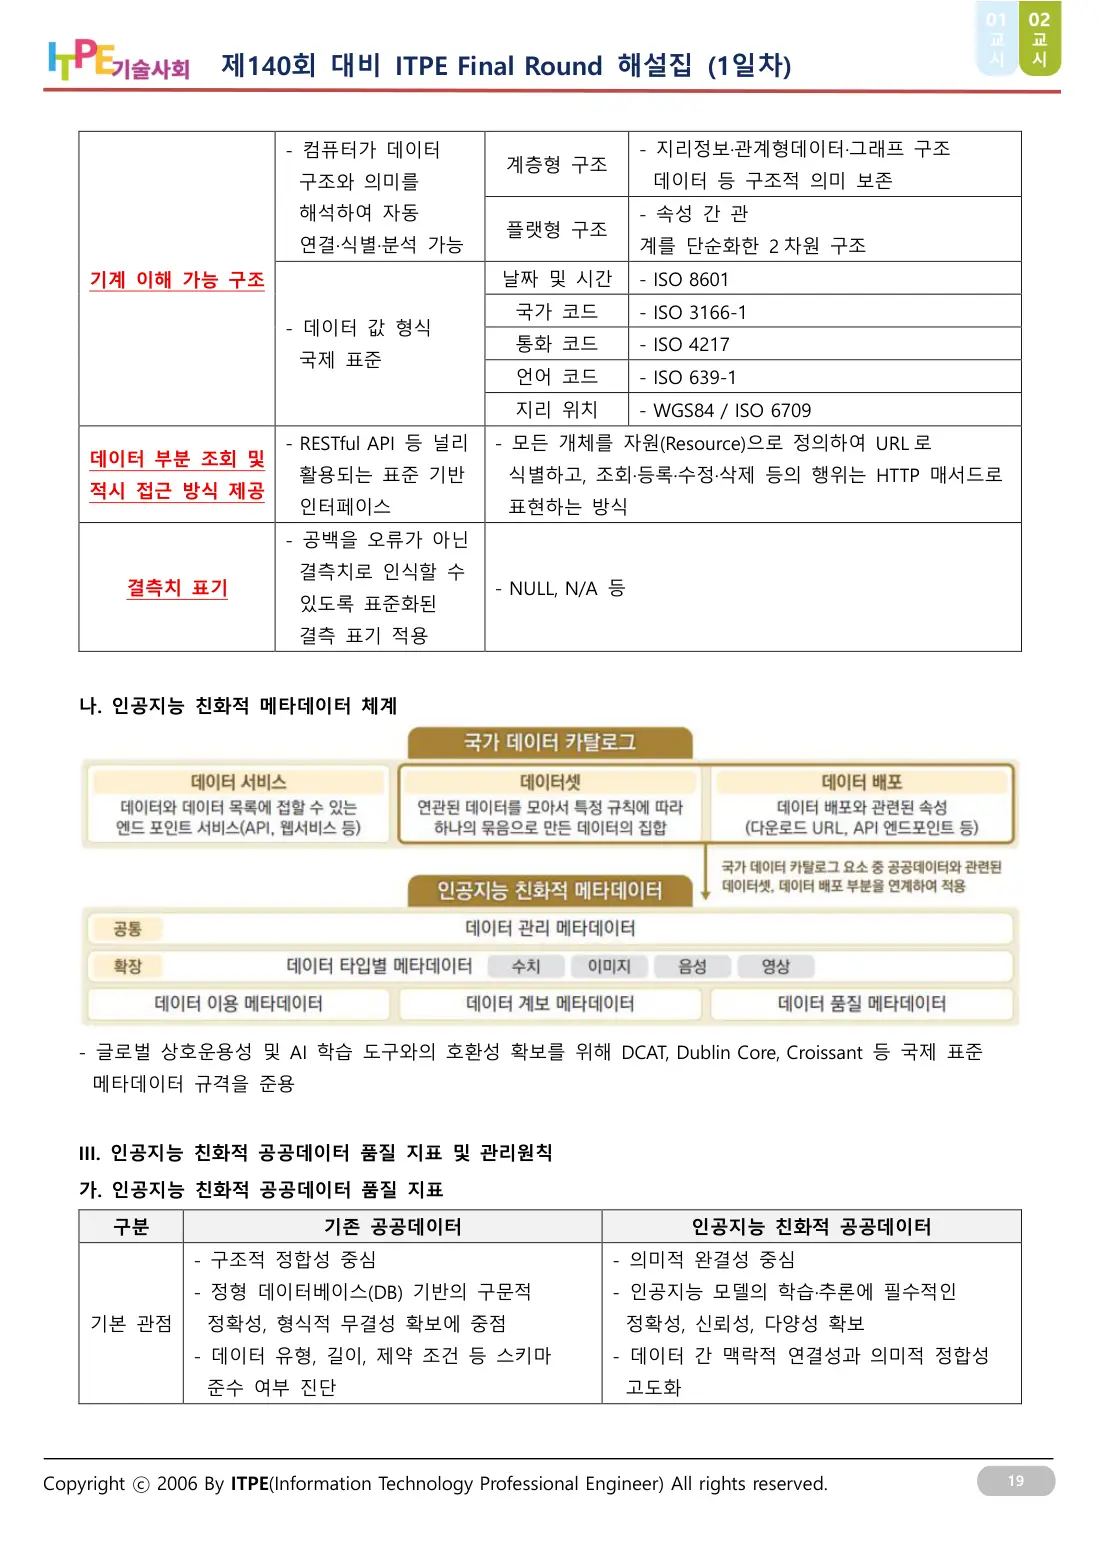 ITPE기술사회 제140회 대비 ITPE Final Round 해설집 (1일차)
01 교시
02 교시
기계 이해 가능 구조
- 컴퓨터가 데이터
구조와 의미를
해석하여 자동
연결·식별·분석 가능
계층형 구조
- 지리정보·관계형데이터·그래프 구조
데이터 등 구조적 의미 보존
플랫형 구조
- 속성 간 관
계를 단순화한 2차원 구조
- 데이터 값 형식
국제 표준
날짜 및 시간 - ISO 8601
국가 코드 - ISO 3166-1
통화 코드 - ISO 4217
언어 코드 - ISO 639-1
지리 위치 - WGS84 / ISO 6709
데이터 부분 조회 및
적시 접근 방식 제공
- RESTful API 등 널리
활용되는 표준 기반
인터페이스
- 모든 개체를 자원(Resource)으로 정의하여 URL로
식별하고, 조회·등록·수정·삭제 등의 행위는 HTTP 매서드로
표현하는 방식
결측치 표기
- 공백을 오류가 아닌
결측치로 인식할 수
있도록 표준화된
결측 표기 적용
- NULL, N/A 등
나. 인공지능 친화적 메타데이터 체계
국가 데이터 카탈로그
데이터 서비스
데이터와 데이터 목록에 접할 수 있는
엔드 포인트 서비스(API, 웹서비스 등)
데이터셋
연관된 데이터를 모아서 특정 규칙에 따라
하나의 묶음으로 만든 데이터의 집합
데이터 배포
데이터 배포와 관련된 속성
(다운로드 URL, API 엔드포인트 등)
국가 데이터 카탈로그 요소 중 공공데이터와 관련된
데이터셋, 데이터 배포 부분을 연계하여 적용
인공지능 친화적 메타데이터
공통 데이터 관리 메타데이터
확장 데이터 타입별 메타데이터 수치 이미지 음성 영상
데이터 이용 메타데이터 데이터 계보 메타데이터 데이터 품질 메타데이터
- 글로벌 상호운용성 및 AI 학습 도구와의 호환성 확보를 위해 DCAT, Dublin Core, Croissant 등 국제 표준
메타데이터 규격을 준용
III. 인공지능 친화적 공공데이터 품질 지표 및 관리원칙
가. 인공지능 친화적 공공데이터 품질 지표
구분 기존 공공데이터 인공지능 친화적 공공데이터
기본 관점
- 구조적 정합성 중심
- 정형 데이터베이스(DB) 기반의 구문적
정확성, 형식적 무결성 확보에 중점
- 데이터 유형, 길이, 제약 조건 등 스키마
준수 여부 진단
- 의미적 완결성 중심
- 인공지능 모델의 학습·추론에 필수적인
정확성, 신뢰성, 다양성 확보
- 데이터 간 맥락적 연결성과 의미적 정합성
고도화
Copyright ⓒ 2006 By ITPE(Information Technology Professional Engineer) All rights reserved.
19